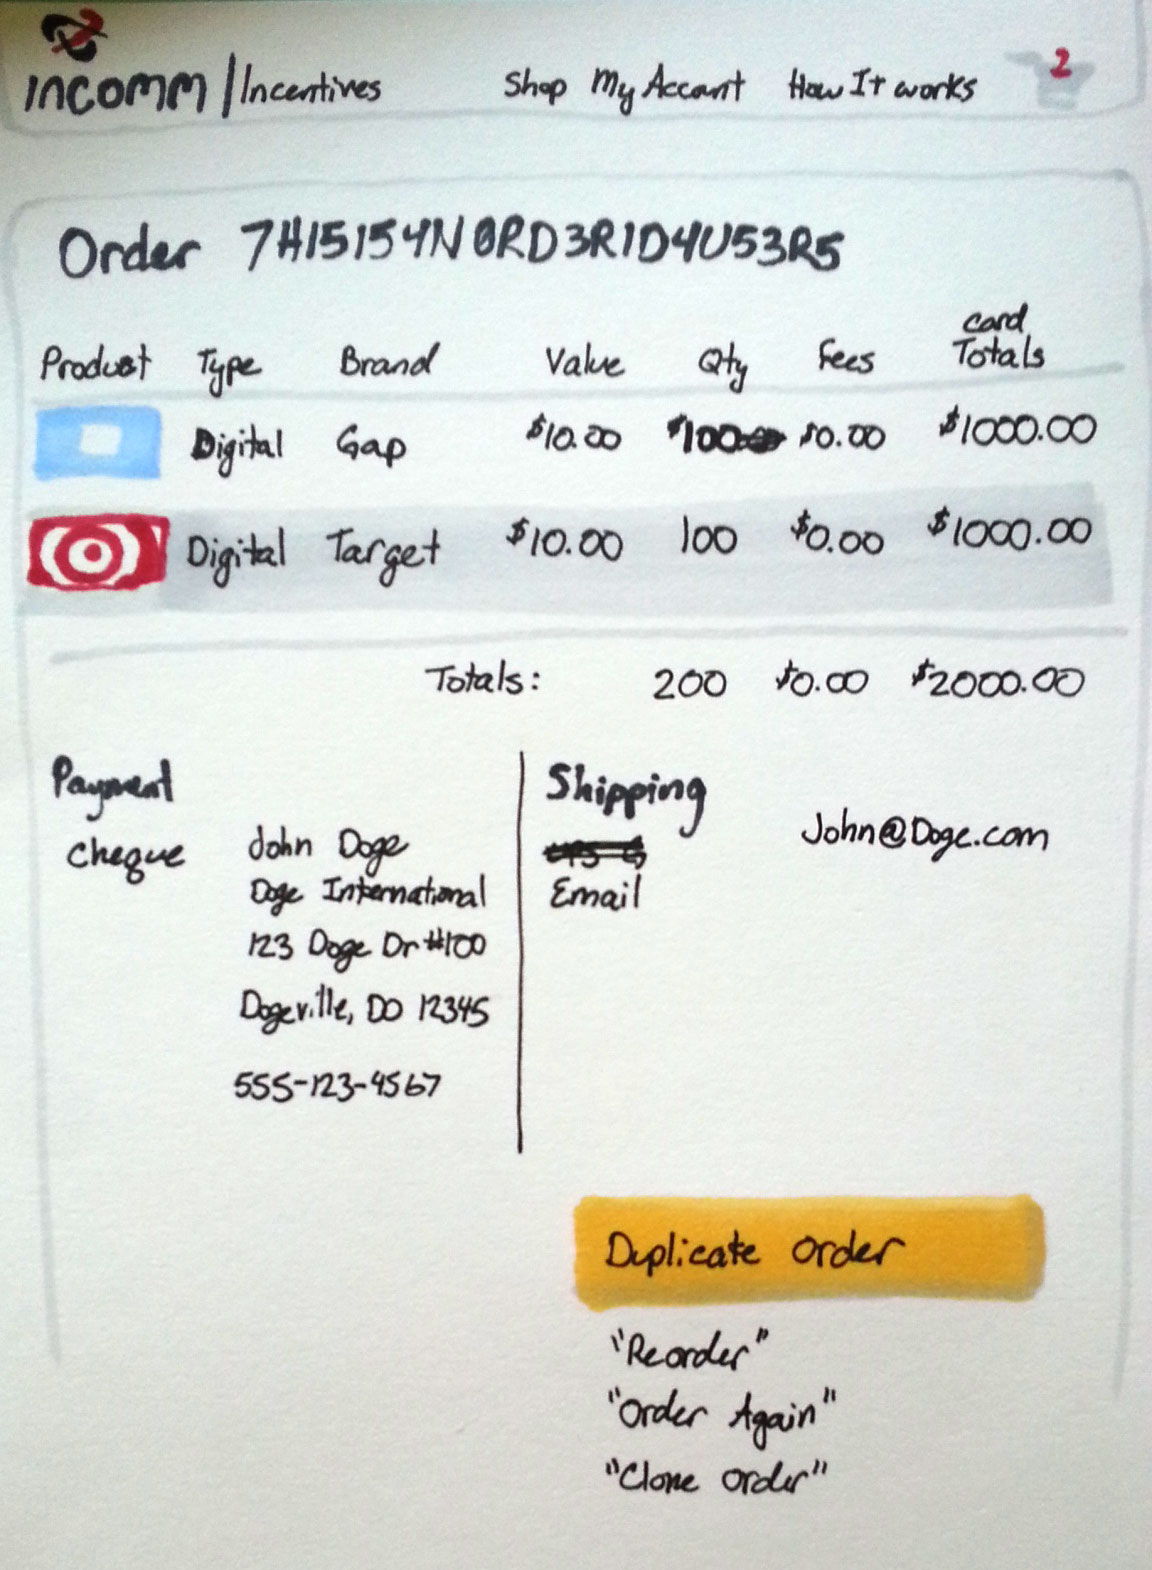 incomm | Incentives Shop My Account How It works 2
Order 7H15154N0RD3R1D4U53R5
Product Type Brand Value Qty Fees Card Totals
Digital Gap $10.00 $100 $0.00 $1000.00
Digital Target $10.00 100 $0.00 $1000.00
Totals: 200 $0.00 $2000.00
Payment
Cheque
John Doge
Doge International
123 Doge Dr #100
Dogeville, DO 12345
555-123-4567
Shipping
Email
John@Doge.com
Duplicate Order
"Reorder"
"Order Again"
"Clone Order"